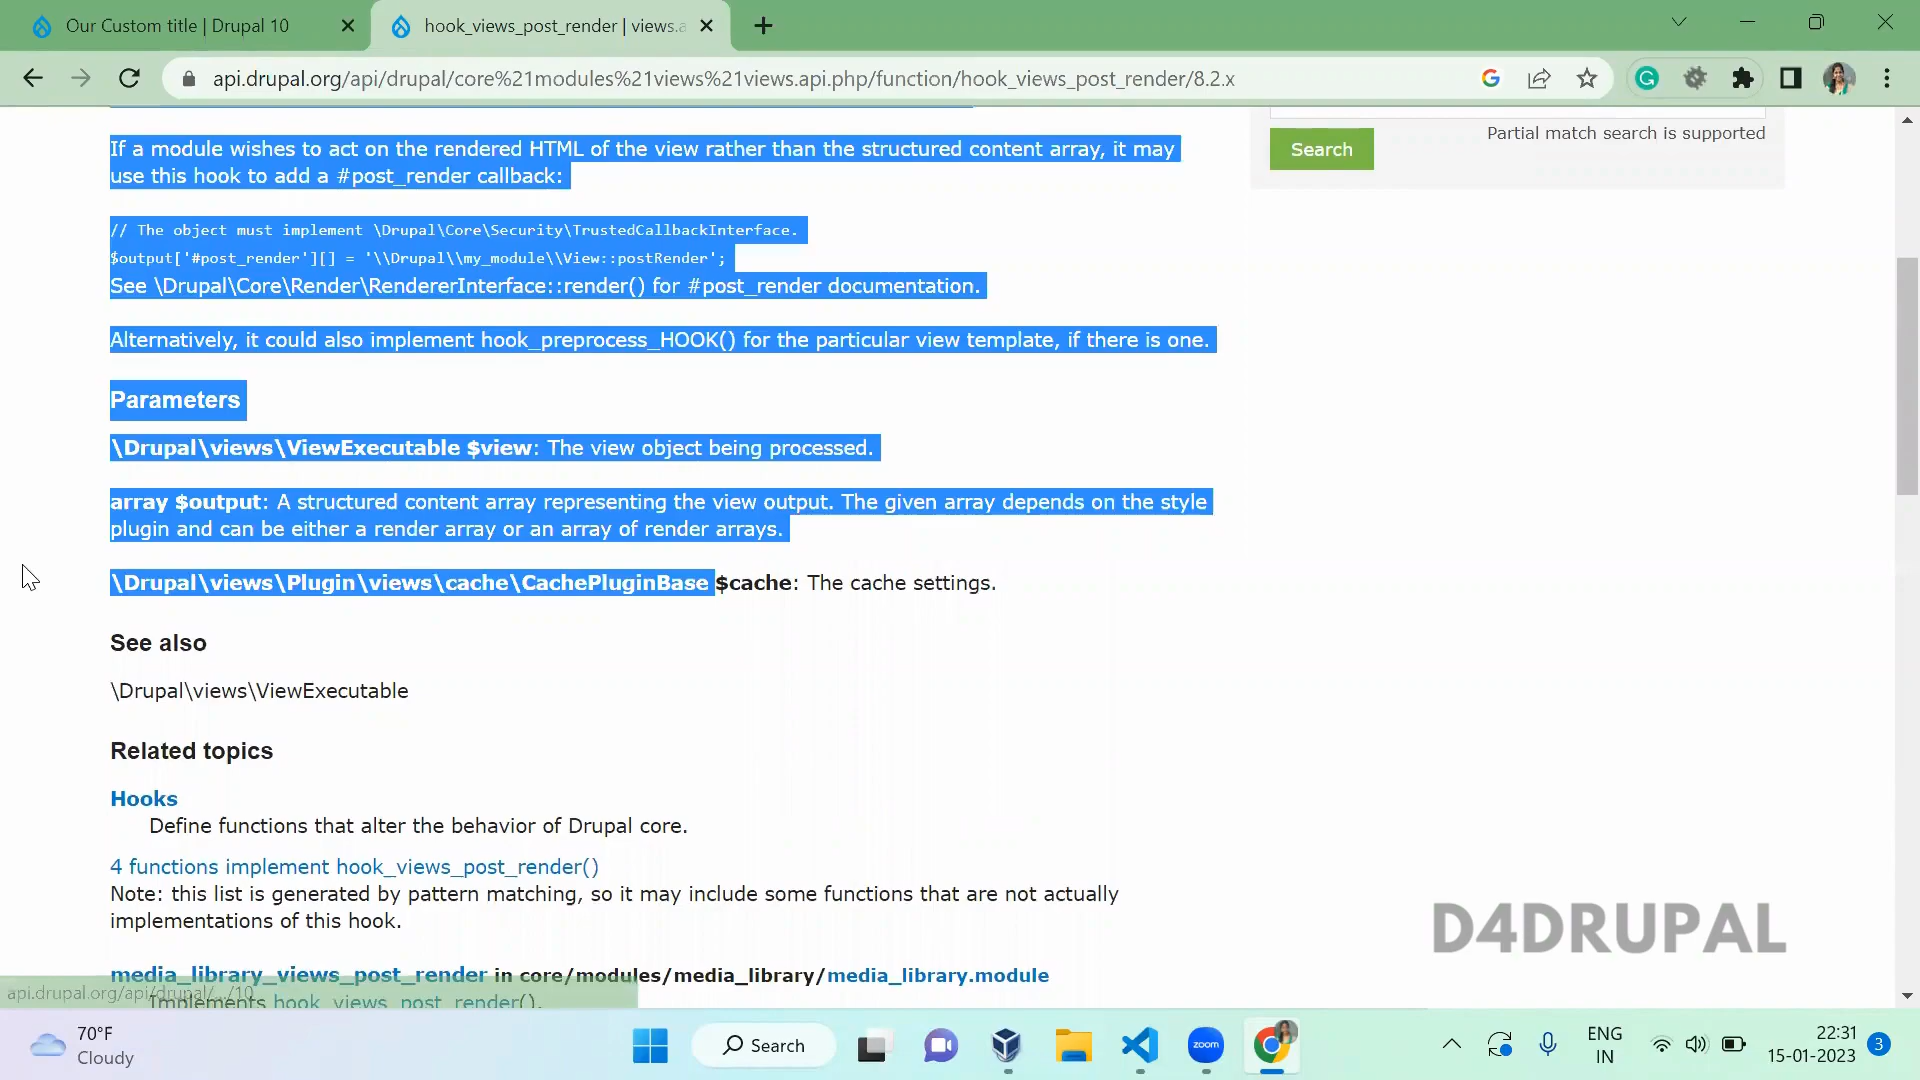 Our Custom title | Drupal 10
hook_views_post_render | views.a
api.drupal.org/api/drupal/core%21modules%21views%21views.api.php/function/hook_views_post_render/8.2.x
If a module wishes to act on the rendered HTML of the view rather than the structured content array, it may
use this hook to add a #post_render callback:
Partial match search is supported
Search
// The object must implement \Drupal\Core\Security\TrustedCallbackInterface.
$output['#post_render'][] = '\\Drupal\\my_module\\View::postRender';
See \Drupal\Core\Render\RendererInterface::render() for #post_render documentation.
Alternatively, it could also implement hook_preprocess_HOOK() for the particular view template, if there is one.
Parameters
\Drupal\views\ViewExecutable $view: The view object being processed.
array $output: A structured content array representing the view output. The given array depends on the style
plugin and can be either a render array or an array of render arrays.
\Drupal\views\Plugin\views\cache\CachePluginBase $cache: The cache settings.
See also
\Drupal\views\ViewExecutable
Related topics
Hooks
Define functions that alter the behavior of Drupal core.
4 functions implement hook_views_post_render()
Note: this list is generated by pattern matching, so it may include some functions that are not actually
implementations of this hook.
D4DRUPAL
media_library_views_post_render in core/modules/media_library/media_library.module
api.drupal.org/api/drupal/.../10
Implements hook_views_post_render().
70°F
Cloudy
Search
zoom
ENG
IN
22:31
15-01-2023
3